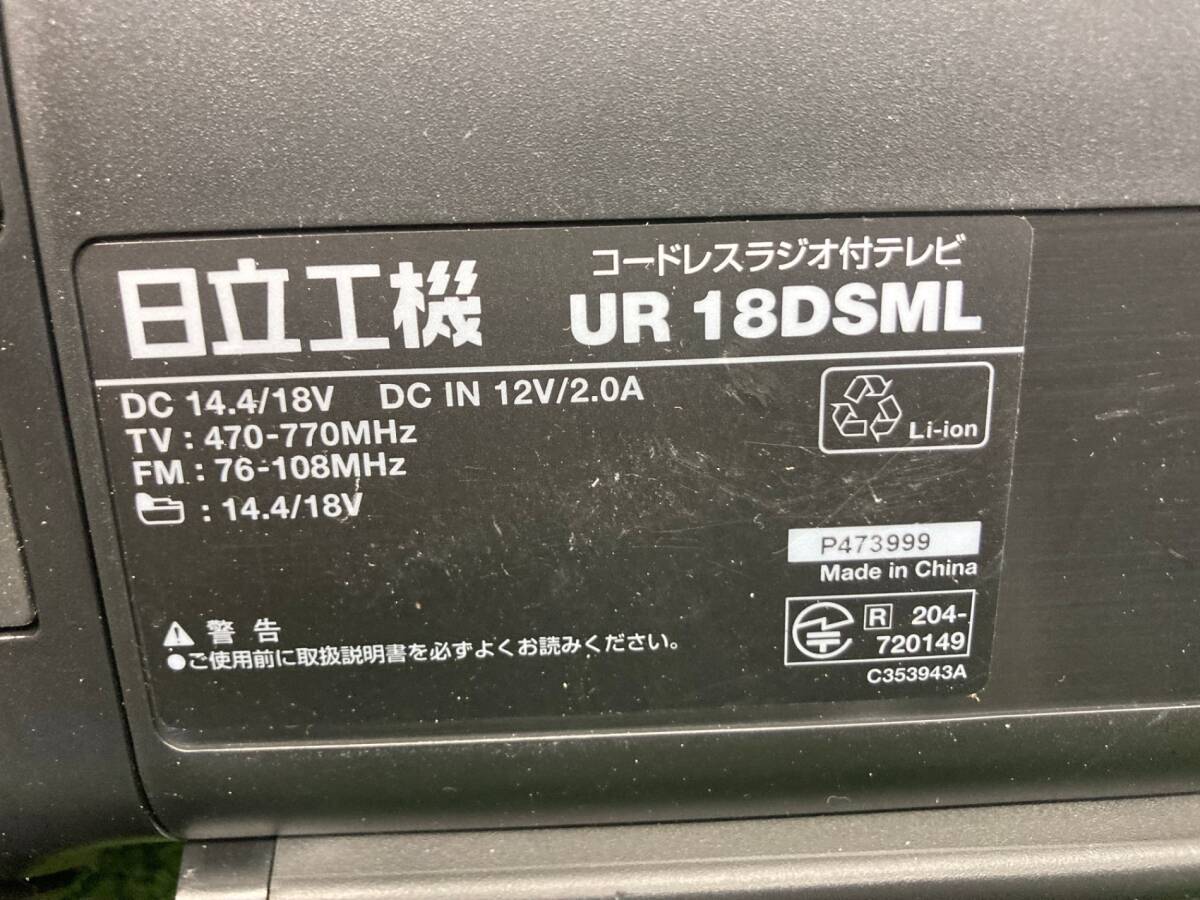 日立工機
コードレスラジオ付テレビ
UR 18DSML
DC 14.4/18V DC IN 12V/2.0A
TV : 470-770MHz
FM : 76-108MHz
: 14.4/18V
Li-ion
P473999
Made in China
警告
●ご使用前に取扱説明書を必ずよくお読みください。
R 204-
720149
C353943A